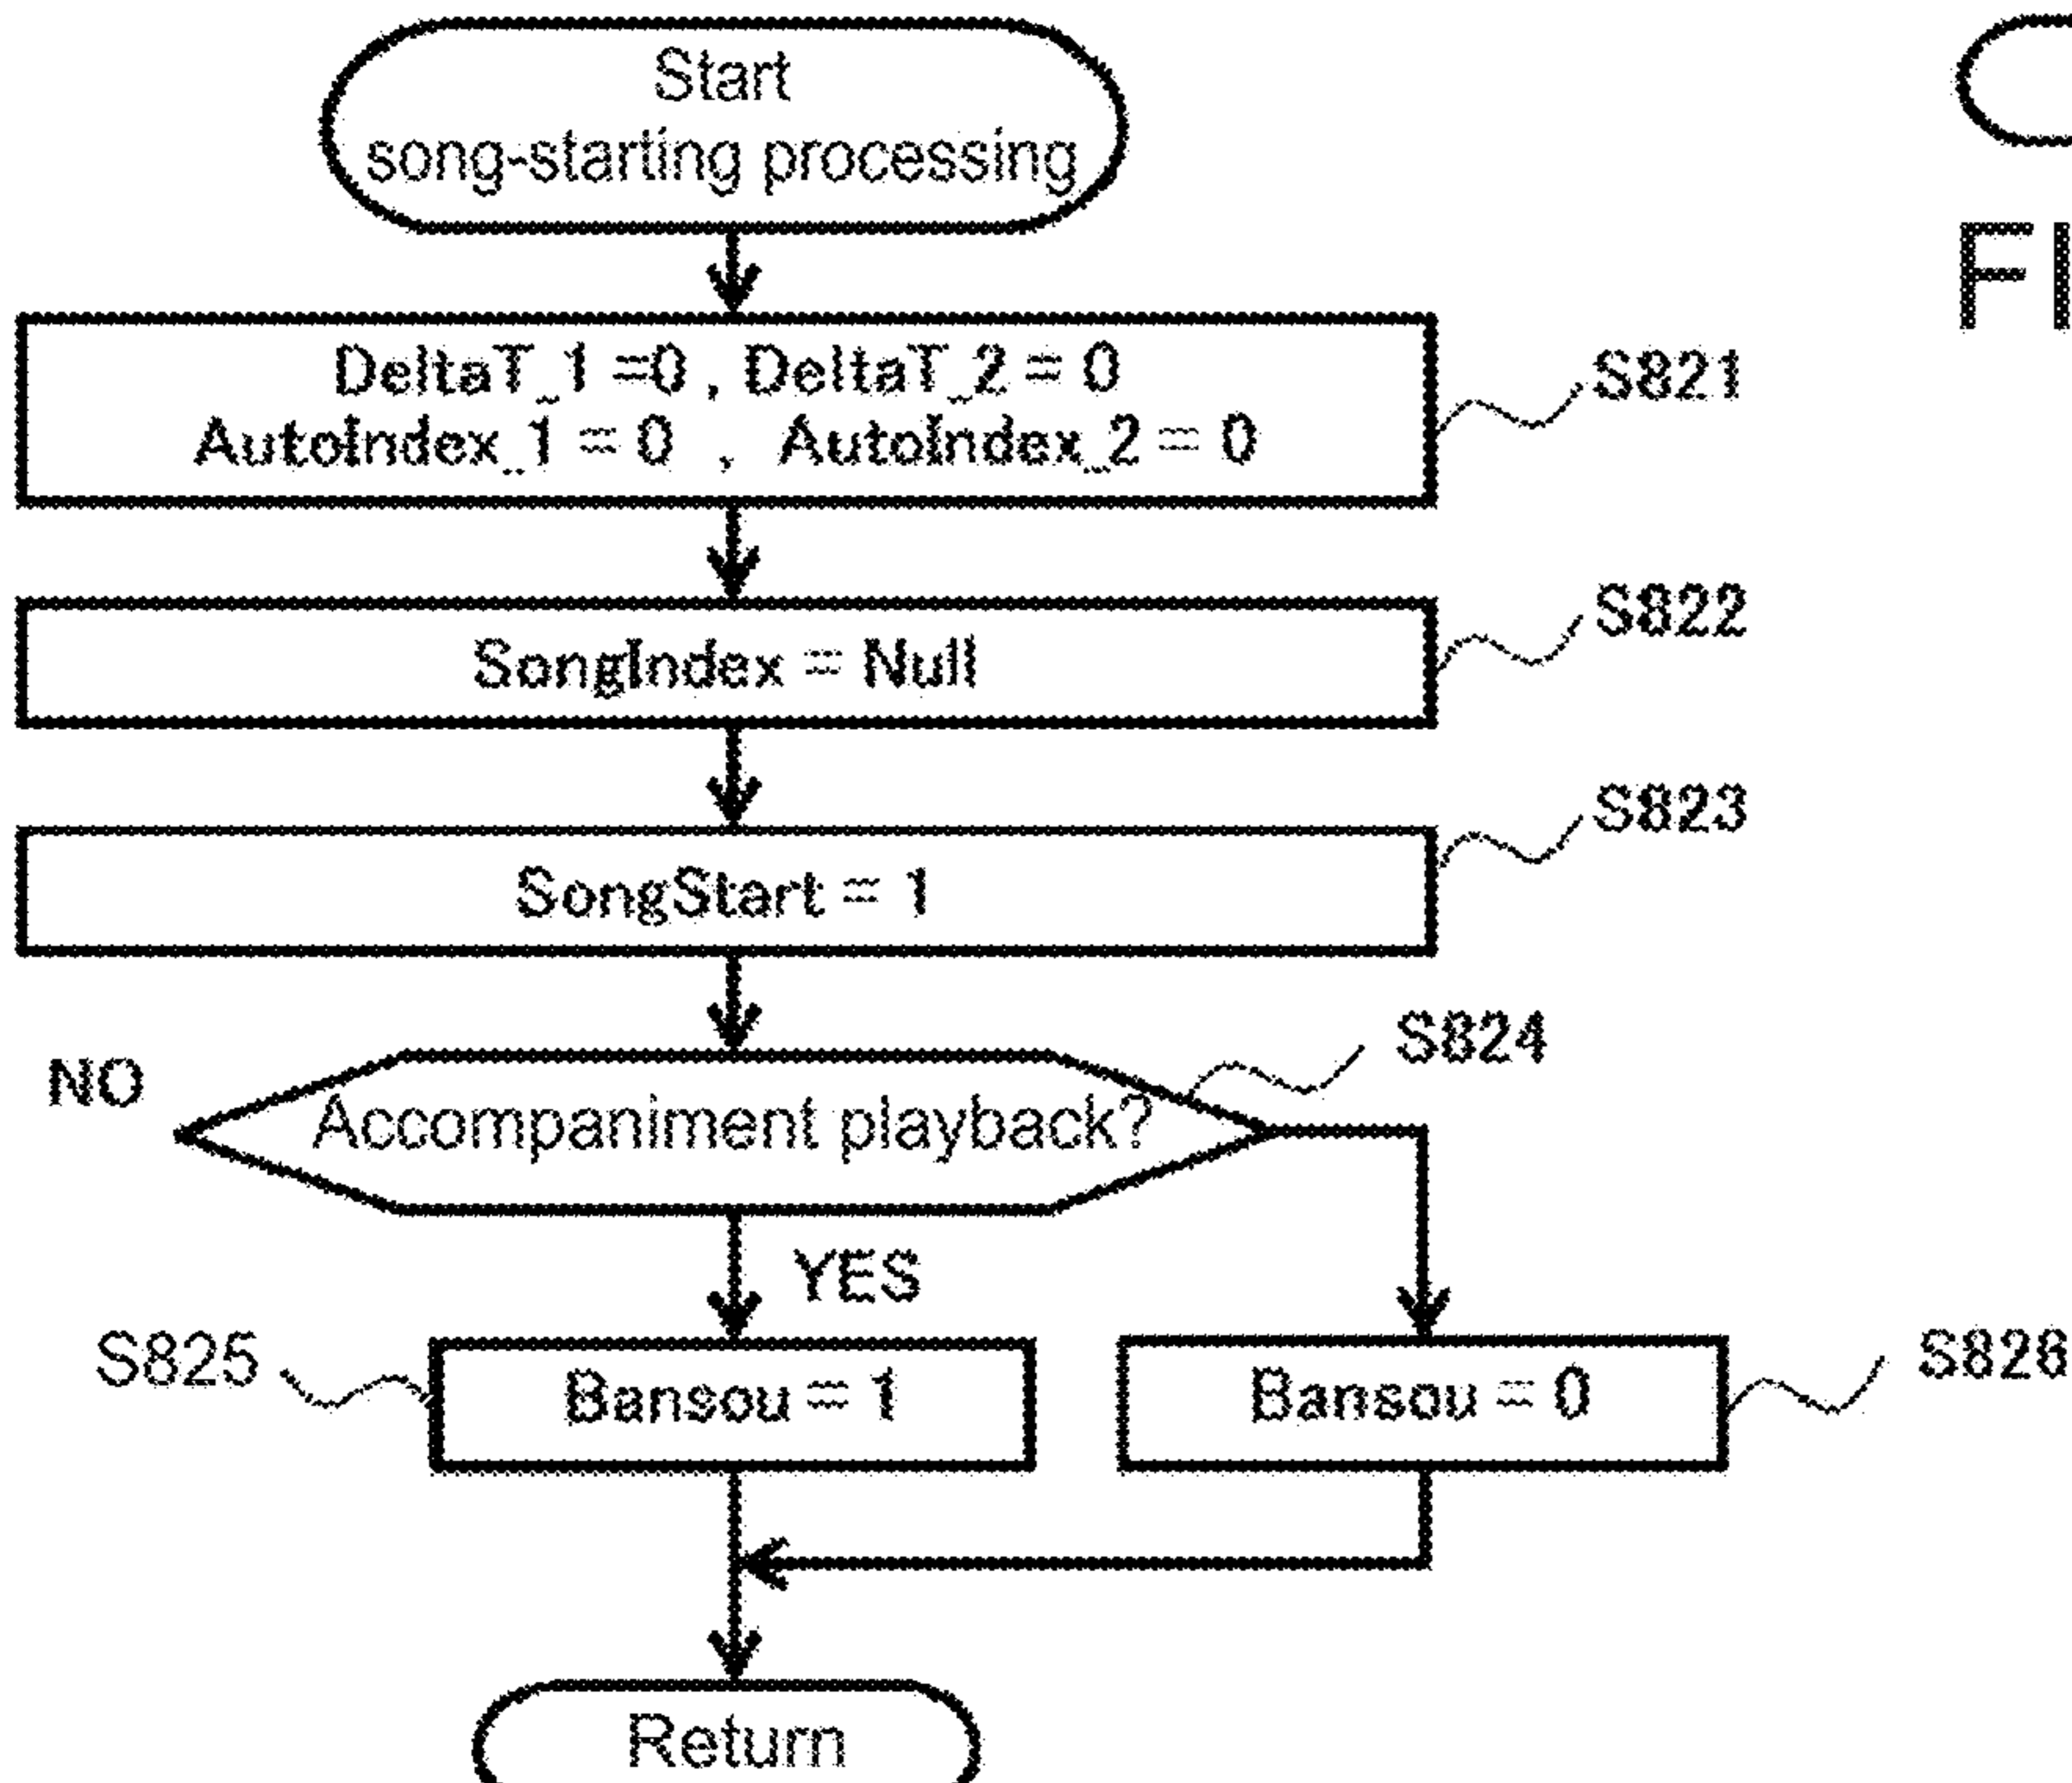 Start
song-starting processing
FI
DeltaT_1 =0 , DeltaT_2 = 0
AutoIndex_1 = 0 , AutoIndex_2 = 0
S821
SongIndex = Null
S822
SongStart = 1
S823
S824
NO
Accompaniment playback?
YES
S825
Bansou = 1
Bansou = 0
S826
Return